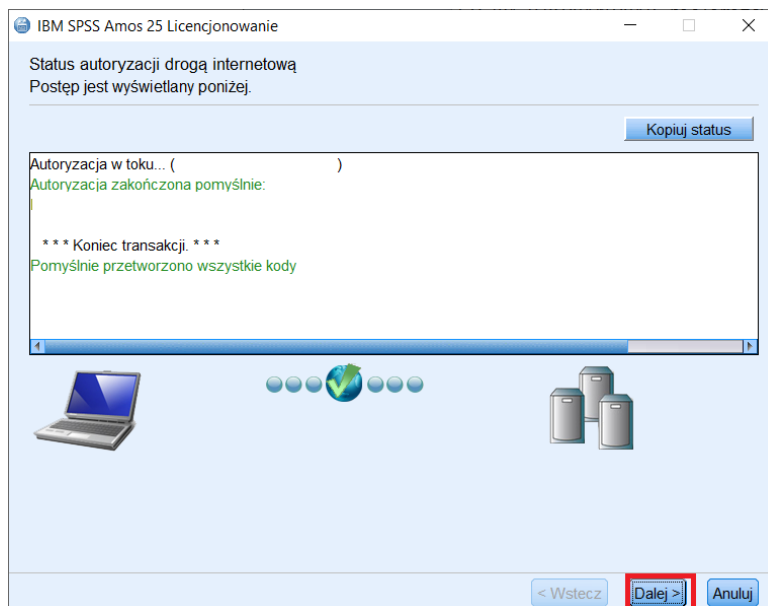 IBM SPSS Amos 25 Licencjonowanie
Status autoryzacji drogą internetową
Postęp jest wyświetlany poniżej.
Kopiuj status
Autoryzacja w toku... ( )
Autoryzacja zakończona pomyślnie:
* * * Koniec transakcji. * * *
Pomyślnie przetworzono wszystkie kody
< Wstecz Dalej > Anuluj